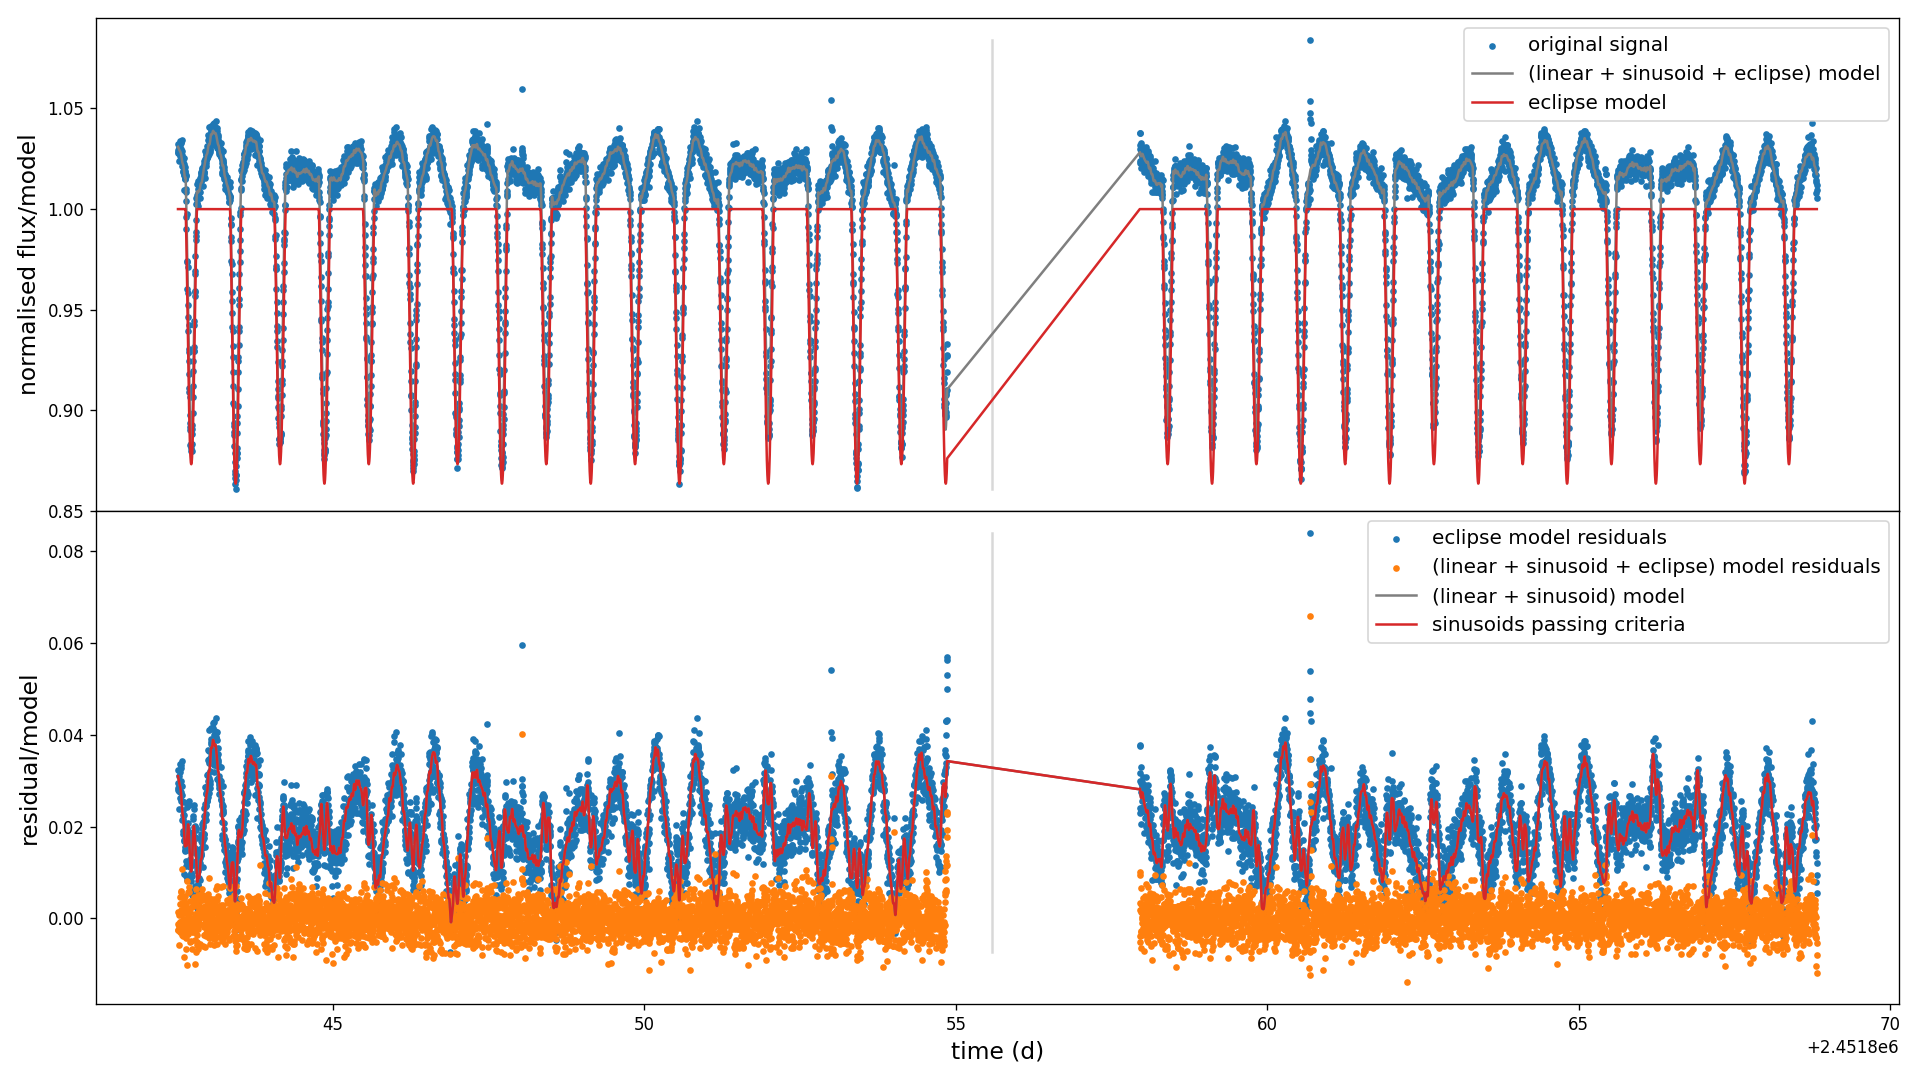 original signal
(linear + sinusoid + eclipse) model
eclipse model
normalised flux/model
1.05
1.00
0.95
0.90
0.85
eclipse model residuals
(linear + sinusoid + eclipse) model residuals
(linear + sinusoid) model
sinusoids passing criteria
residual/model
0.08
0.06
0.04
0.02
0.00
45
50
55
60
65
70
time (d)
+2.4518e6